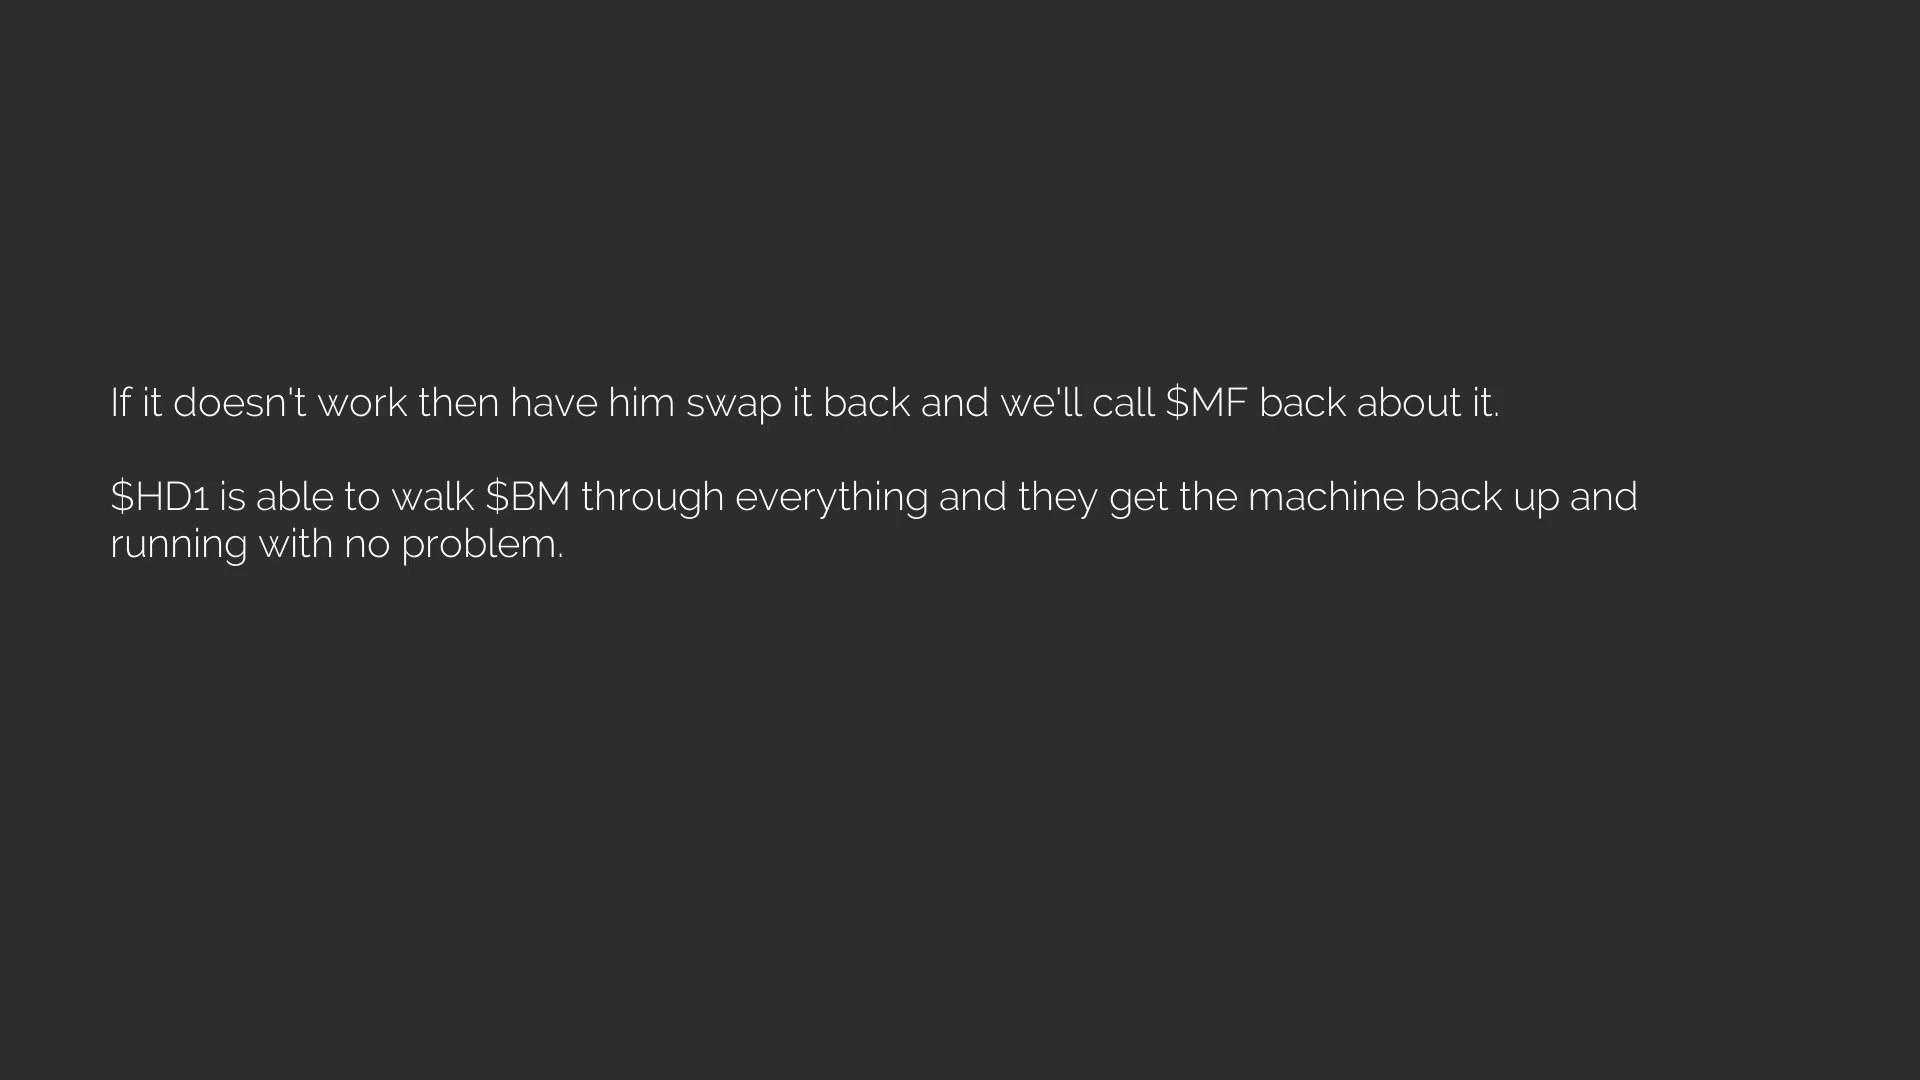 If it doesn't work then have him swap it back and we'll call $MF back about it.
$HD1 is able to walk $BM through everything and they get the machine back up and
running with no problem.